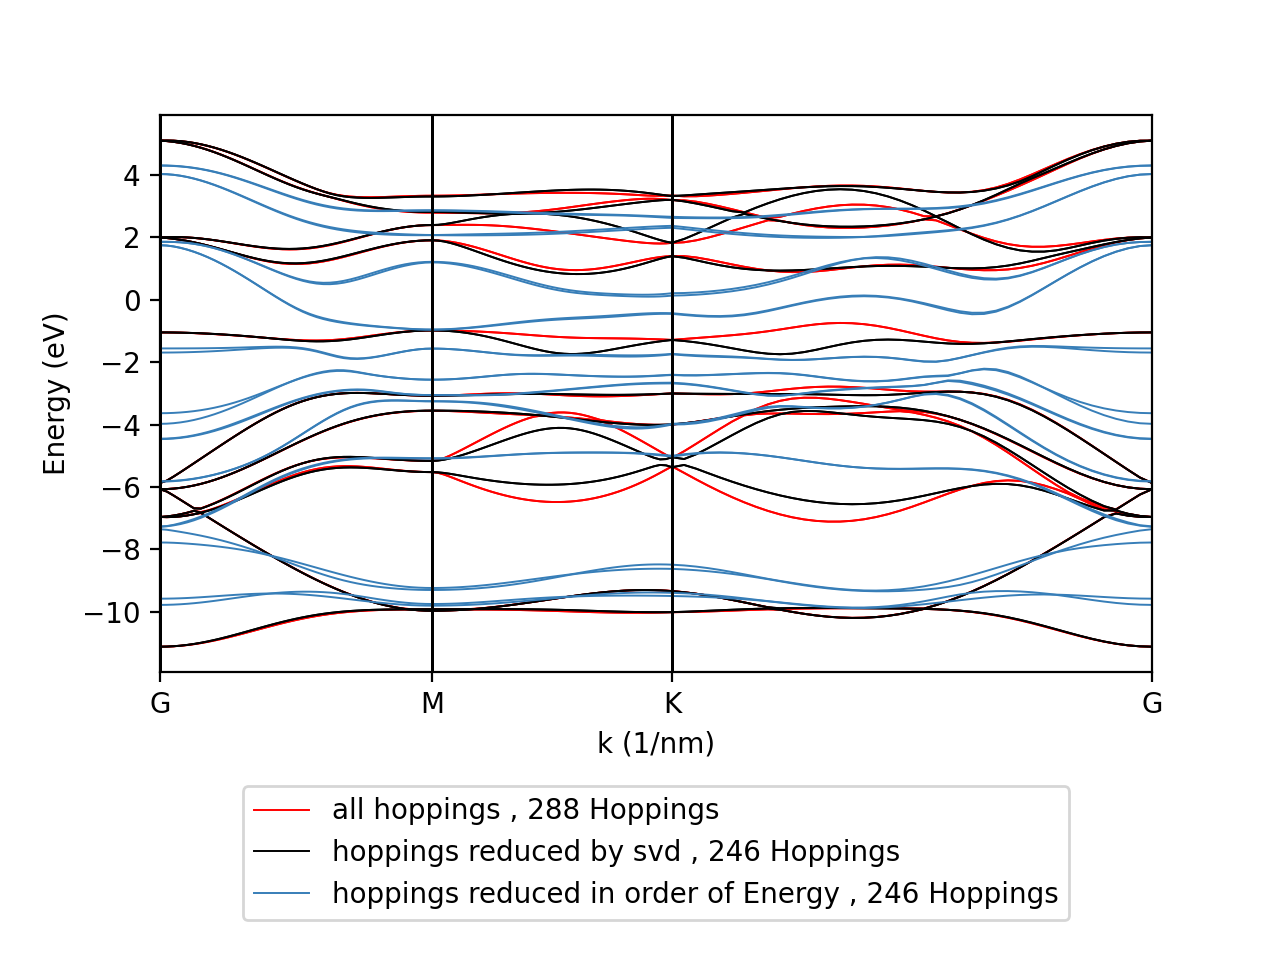 4
2
0
−2
−4
−6
−8
−10
Energy (eV)
G M K G
k (1/nm)
all hoppings , 288 Hoppings
hoppings reduced by svd , 246 Hoppings
hoppings reduced in order of Energy , 246 Hoppings